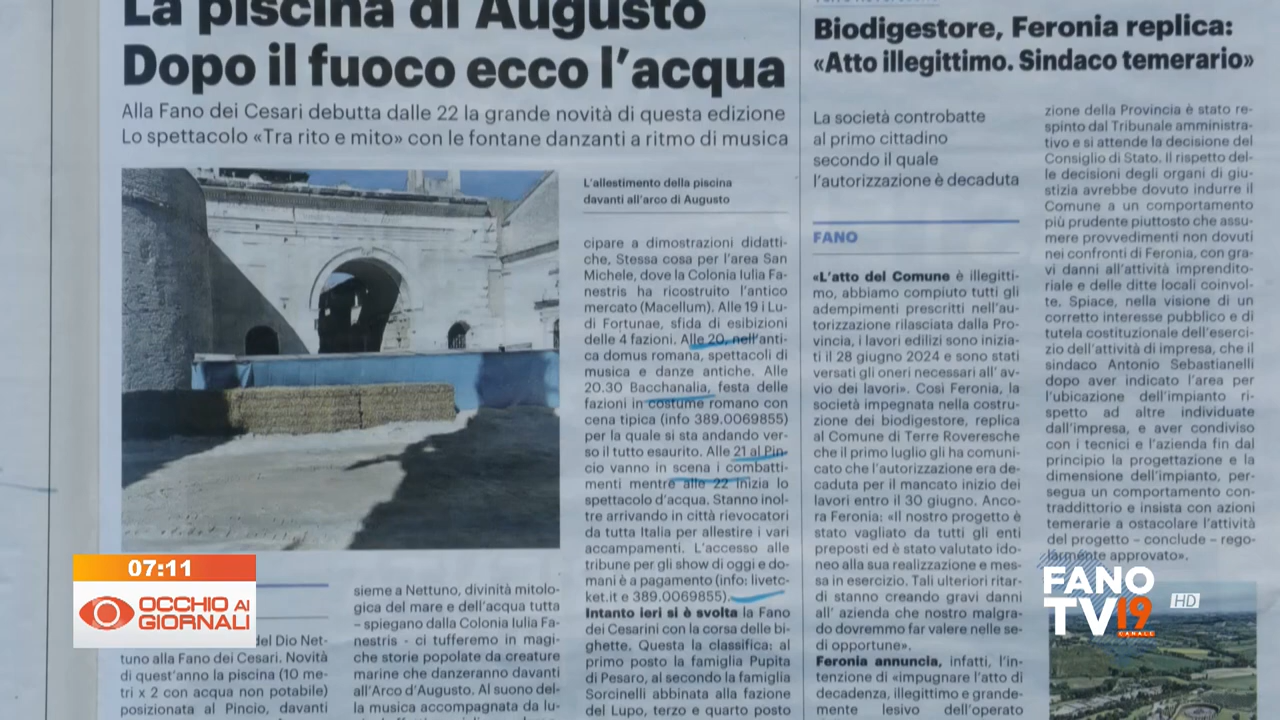 La piscina di Augusto
Dopo il fuoco ecco l'acqua
Alla Fano dei Cesari debutta dalle 22 la grande novità di questa edizione
Lo spettacolo «Tra rito e mito» con le fontane danzanti a ritmo di musica
L'allestimento della piscina
davanti all'arco di Augusto
del Dio Net-
tuno alla Fano dei Cesari. Novità
di quest'anno la piscina (10 me-
tri x 2 con acqua non potabile)
posizionata al Pincio, davanti
sieme a Nettuno, divinità mitolo-
gica del mare e dell'acqua tutta
– spiegano dalla Colonia Iulia Fa-
nestris - ci tufferemo in magi-
che storie popolate da creature
marine che danzeranno davanti
all'Arco d'Augusto. Al suono del-
la musica accompagnata da lu-
cipare a dimostrazioni didatti-
che, Stessa cosa per l'area San
Michele, dove la Colonia Iulia Fa-
nestris ha ricostruito l'antico
mercato (Macellum). Alle 19 i Lu-
di Fortunae, sfida di esibizioni
delle 4 fazioni. Alle 20, nell'anti-
ca domus romana, spettacoli di
musica e danze antiche. Alle
20.30 Bacchanalia, festa delle
fazioni in costume romano con
cena tipica (info 389.0069855)
per la quale si sta andando ver-
so il tutto esaurito. Alle 21 al Pin-
cio vanno in scena i combatti-
menti mentre alle 22 inizia lo
spettacolo d'acqua. Stanno inol-
tre arrivando in città rievocatori
da tutta Italia per allestire i vari
accampamenti. L'accesso alle
tribune per gli show di oggi e do-
mani è a pagamento (info: livetc-
ket.it e 389.0069855).
Intanto ieri si è svolta la Fano
dei Cesarini con la corsa delle bi-
ghette. Questa la classifica: al
primo posto la famiglia Pupita
di Pesaro, al secondo la famiglia
Sorcinelli abbinata alla fazione
del Lupo, terzo e quarto posto
Biodigestore, Feronia replica:
«Atto illegittimo. Sindaco temerario»
La società controbatte
al primo cittadino
secondo il quale
l'autorizzazione è decaduta
FANO
«L'atto del Comune è illegitti-
mo, abbiamo compiuto tutti gli
adempimenti prescritti nell'au-
torizzazione rilasciata dalla Pro-
vincia, i lavori edilizi sono inizia-
ti il 28 giugno 2024 e sono stati
versati gli oneri necessari all' av-
vio dei lavori». Così Feronia, la
società impegnata nella costru-
zione dei biodigestore, replica
al Comune di Terre Roveresche
che il primo luglio gli ha comuni-
cato che l'autorizzazione era de-
caduta per il mancato inizio dei
lavori entro il 30 giugno. Anco-
ra Feronia: «Il nostro progetto è
stato vagliato da tutti gli enti
preposti ed è stato valutato ido-
neo alla sua realizzazione e mes-
sa in esercizio. Tali ulteriori ritar-
di stanno creando gravi danni
all' azienda che nostro malgra-
do dovremmo far valere nelle se-
di opportune».
Feronia annuncia, infatti, l'in-
tenzione di «impugnare l'atto di
decadenza, illegittimo e grande-
mente lesivo dell'operato
zione della Provincia è stato re-
spinto dal Tribunale amministra-
tivo e si attende la decisione del
Consiglio di Stato. Il rispetto del-
le decisioni degli organi di giu-
stizia avrebbe dovuto indurre il
Comune a un comportamento
più prudente piuttosto che assu-
mere provvedimenti non dovuti
nei confronti di Feronia, con gra-
vi danni all'attività imprendito-
riale e delle ditte locali coinvol-
te. Spiace, nella visione di un
corretto interesse pubblico e di
tutela costituzionale dell'eserci-
zio dell'attività di impresa, che il
sindaco Antonio Sebastianelli
dopo aver indicato l'area per
l'ubicazione dell'impianto ri-
spetto ad altre individuate
dall'impresa, e aver condiviso
con i tecnici e l'azienda fin dal
principio la progettazione e la
dimensione dell'impianto, per-
segua un comportamento con-
traddittorio e insista con azioni
temerarie a ostacolare l'attività
del progetto – conclude – rego-
larmente approvato».
07:11
OCCHIO AI
GIORNALI
FANO
TV19
CANALE
HD